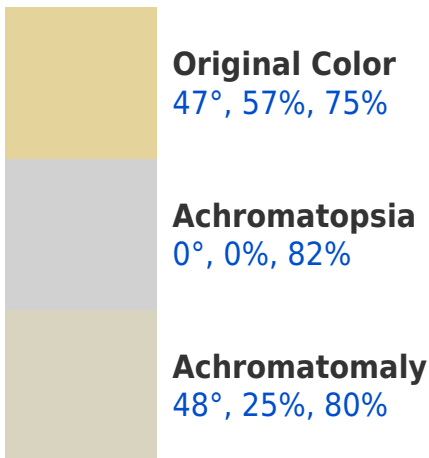 Original Color
47°, 57%, 75%
Achromatopsia
0°, 0%, 82%
Achromatomaly
48°, 25%, 80%